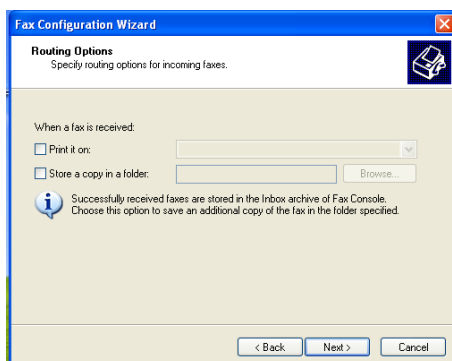 Fax Configuration Wizard
Routing Options
Specify routing options for incoming faxes.
When a fax is received:
Print it on:
Store a copy in a folder:
Browse...
Successfully received faxes are stored in the Inbox archive of Fax Console.
Choose this option to save an additional copy of the fax in the folder specified.
< Back
Next >
Cancel